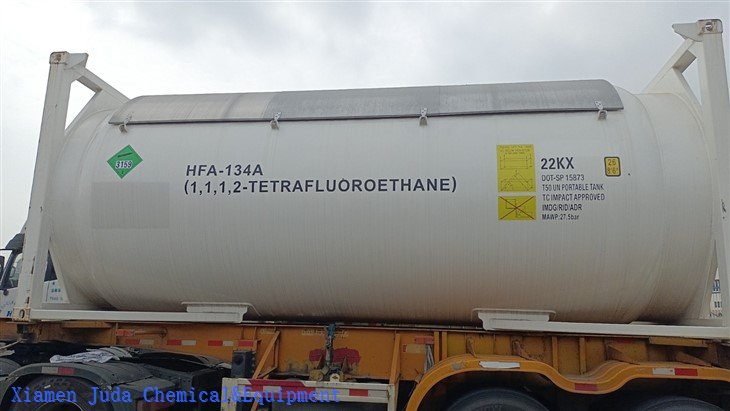 3159
HFA-134A
(1,1,1,2-TETRAFLUOROETHANE)
22KX
DOT-SP 15873
T50 UN PORTABLE TANK
TC IMPACT APPROVED
IMDG/RID/ADR
MAWP:27.5bar
Xiamen Juda Chemical&Equipment